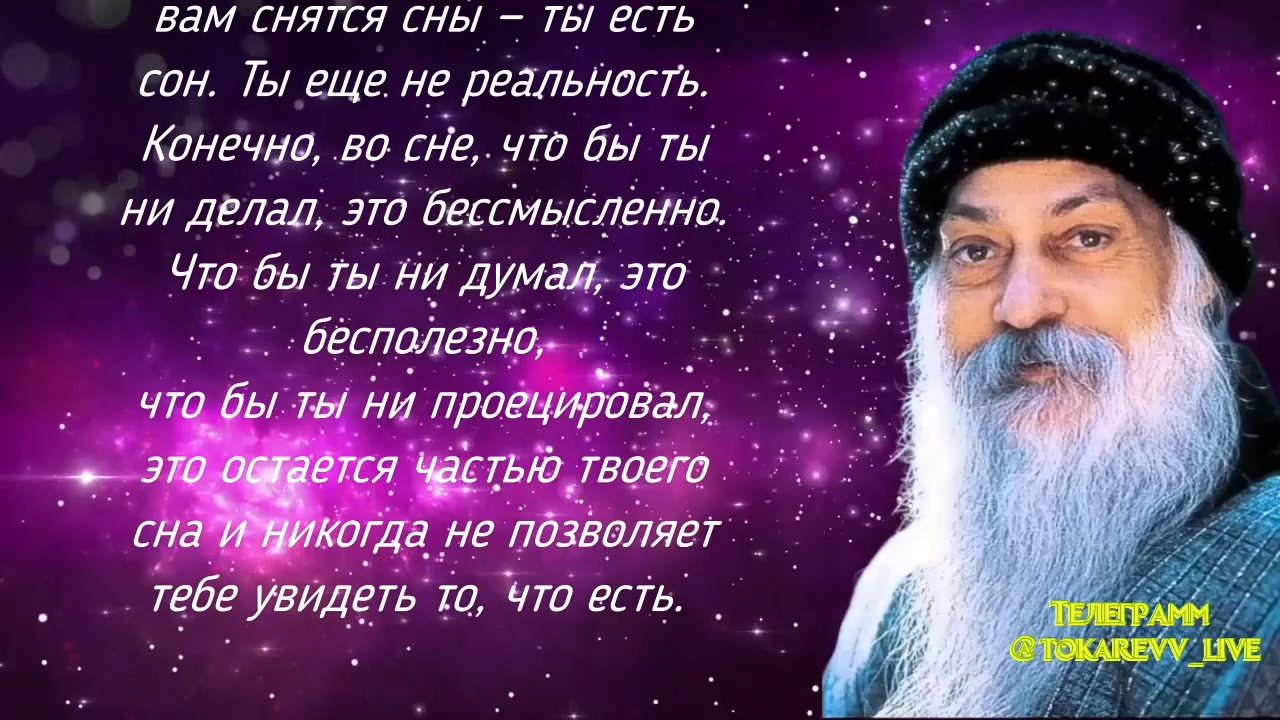 вам снятся сны – ты есть
сон. Ты еще не реальность.
Конечно, во сне, что бы ты
ни делал, это бессмысленно.
Что бы ты ни думал, это
бесполезно,
что бы ты ни проецировал,
это остается частью твоего
сна и никогда не позволяет
тебе увидеть то, что есть.
Телеграмм
@TOKAREVV_LIVE